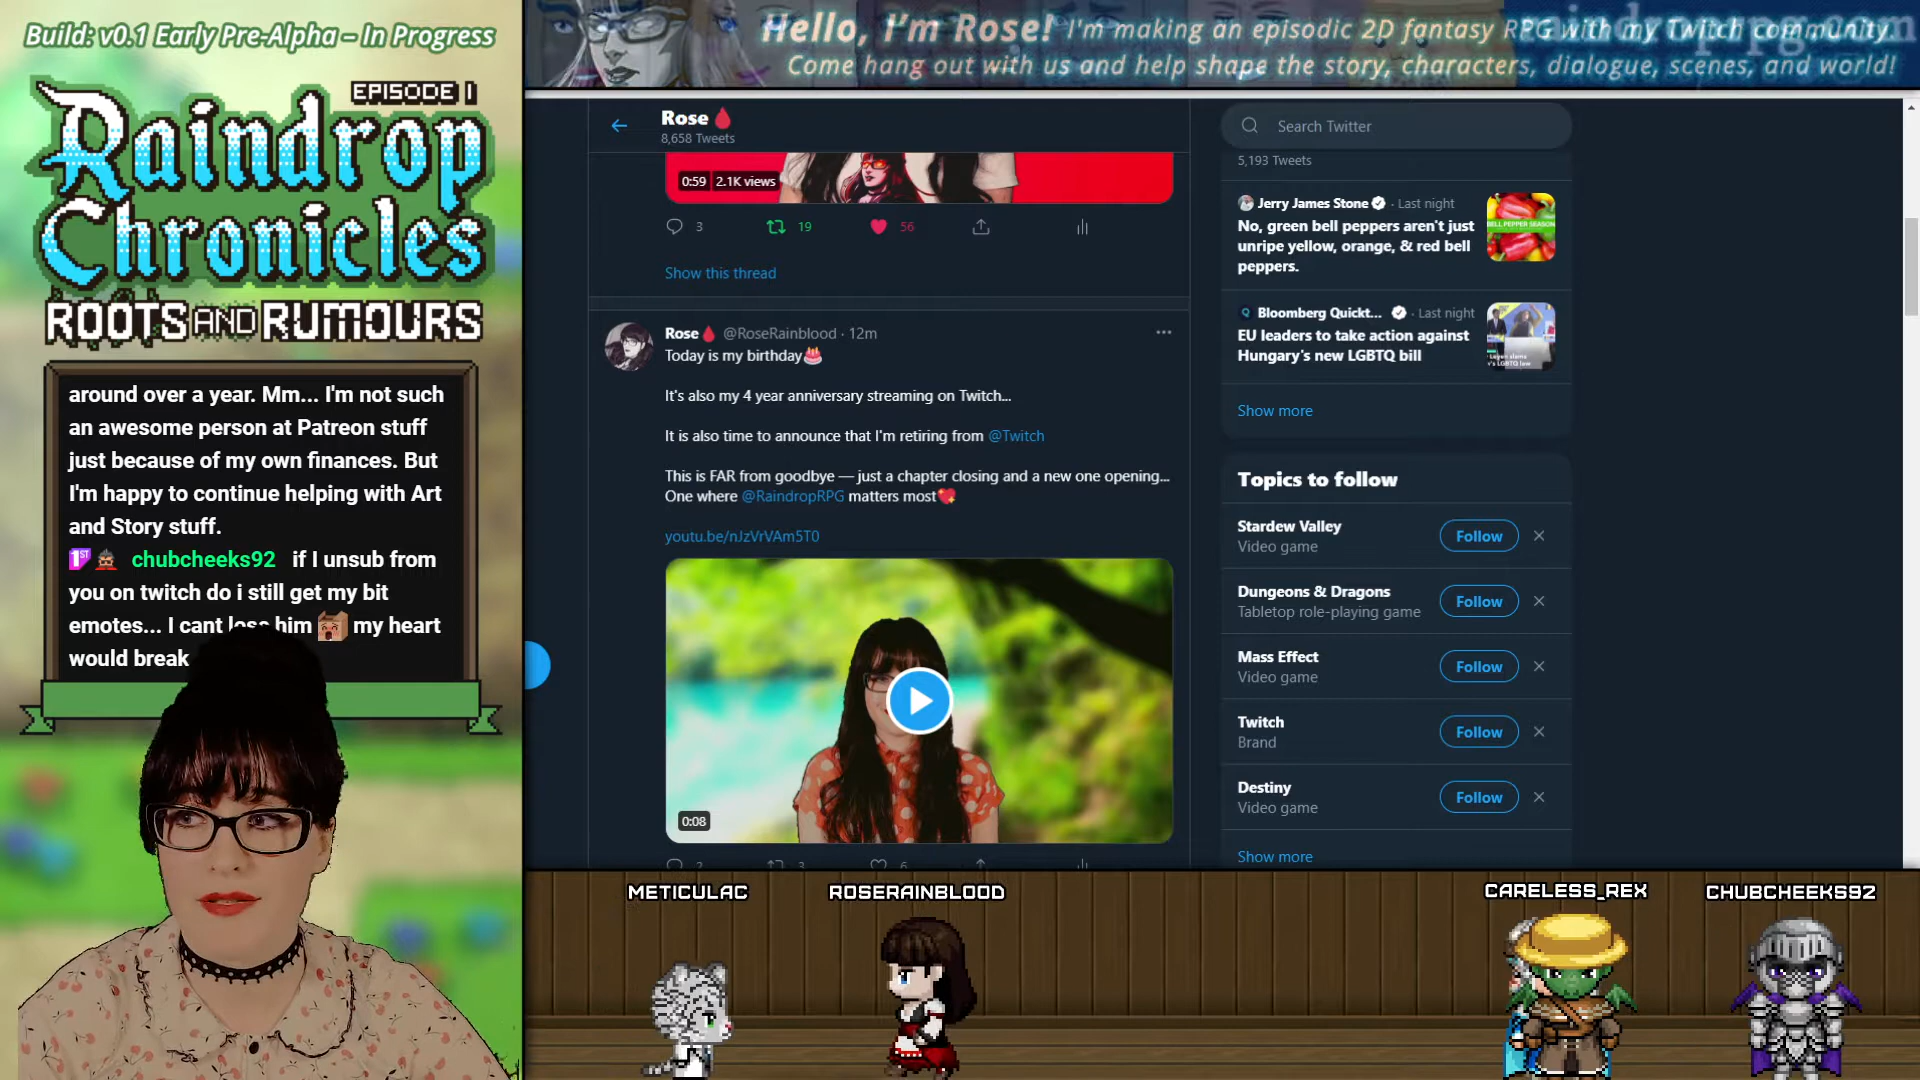 Build: v0.1 Early Pre-Alpha – In Progress
EPISODE I
Raindrop
Chronicles
ROOTS AND RUMOURS
around over a year. Mm... I'm not such
an awesome person at Patreon stuff
just because of my own finances. But
I'm happy to continue helping with Art
and Story stuff.
1ST chubcheeks92 if I unsub from
you on twitch do i still get my bit
emotes... I cant him my heart
would break
Hello, I'm Rose! I'm making an episodic 2D fantasy RPG with my Twitch community.
Come hang out with us and help shape the story, characters, dialogue, scenes, and world!
raindroprpg.com
Rose
8,658 Tweets
0:59 2.1K views
3 19 56
Show this thread
Rose @RoseRainblood · 12m
Today is my birthday
It's also my 4 year anniversary streaming on Twitch...
It is also time to announce that I'm retiring from @Twitch
This is FAR from goodbye — just a chapter closing and a new one opening...
One where @RaindropRPG matters most
youtu.be/nJzVrVAm5T0
0:08
2 3 6
Search Twitter
5,193 Tweets
Jerry James Stone · Last night
No, green bell peppers aren't just
unripe yellow, orange, & red bell
peppers.
BELL PEPPER SEASON
Bloomberg Quickt... · Last night
EU leaders to take action against
Hungary's new LGBTQ bill
Show more
Topics to follow
Stardew Valley
Video game
Follow
Dungeons & Dragons
Tabletop role-playing game
Follow
Mass Effect
Video game
Follow
Twitch
Brand
Follow
Destiny
Video game
Follow
Show more
METICULAC
ROSERAINBLOOD
CARELESS_REX
CHUBCHEEKS92